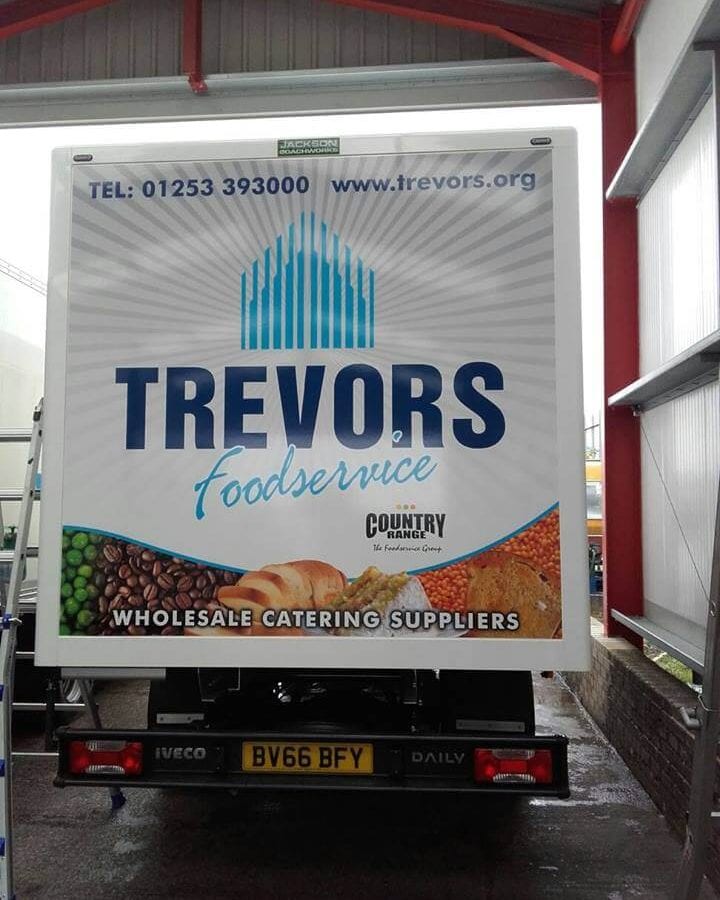 JACKSON
COACHWORKS
TEL: 01253 393000 www.trevors.org
TREVORS
foodservice
COUNTRY
RANGE
The Foodservice Group
WHOLESALE CATERING SUPPLIERS
IVECO BV66 BFY DAILY